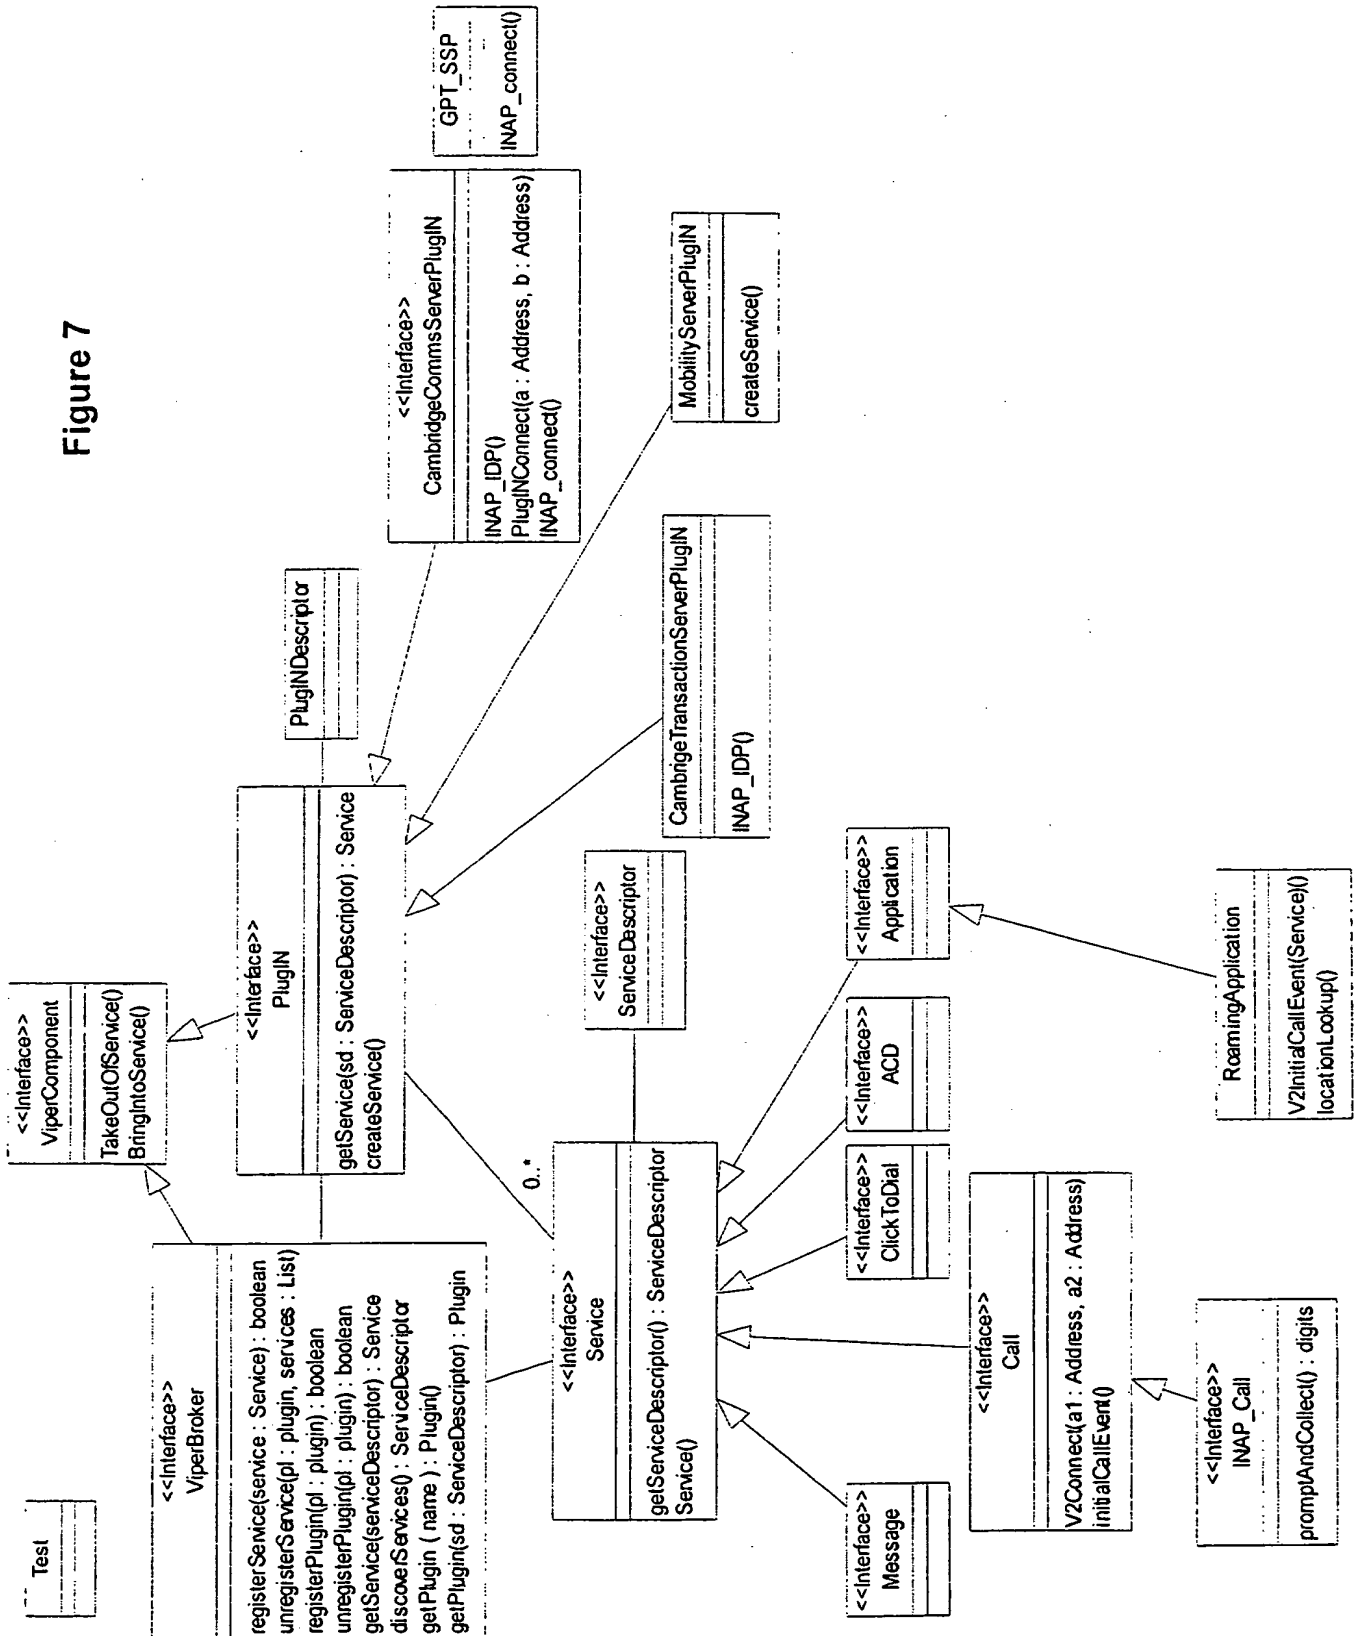 Figure 7
Test
<<Interface>>
ViperBroker
registerService(service : Service) : boolean
unregisterService(pl : plugin, services : List)
registerPlugin(pl : plugin) : boolean
unregisterPlugin(pl : plugin) : boolean
getService(serviceDescriptor) : Service
discoverServices() : ServiceDescriptor
getPlugin ( name ) : Plugin()
getPlugin(sd : ServiceDescriptor) : Plugin
<<Interface>>
ViperComponent
TakeOutOfService()
BringIntoService()
<<Interface>>
PlugIN
getService(sd : ServiceDescriptor) : Service
createService()
PlugINDescriptor
<<Interface>>
CambridgeCommsServerPlugIN
INAP_IDP()
PlugINConnect(a : Address, b : Address)
INAP_connect()
GPT_SSP
INAP_connect()
0..*
<<Interface>>
Service
getServiceDescriptor() : ServiceDescriptor
Service()
<<Interface>>
ServiceDescriptor
CambrigeTransactionServerPlugIN
INAP_IDP()
MobilityServerPlugIN
createService()
<<Interface>>
Message
<<Interface>>
ClickToDial
<<Interface>>
ACD
<<Interface>>
Application
<<Interface>>
Call
V2Connect(a1 : Address, a2 : Address)
initialCallEvent()
<<Interface>>
INAP_Call
promptAndCollect() : digits
RoamingApplication
V2InitialCallEvent(Service)()
locationLookup()